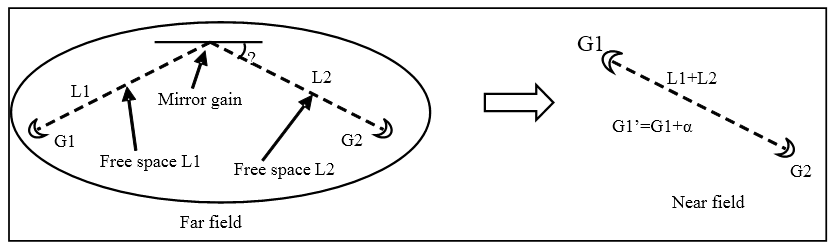 ?
L1
L2
Mirror gain
G1
G2
Free space L1
Free space L2
Far field
G1
L1+L2
G1’=G1+α
G2
Near field